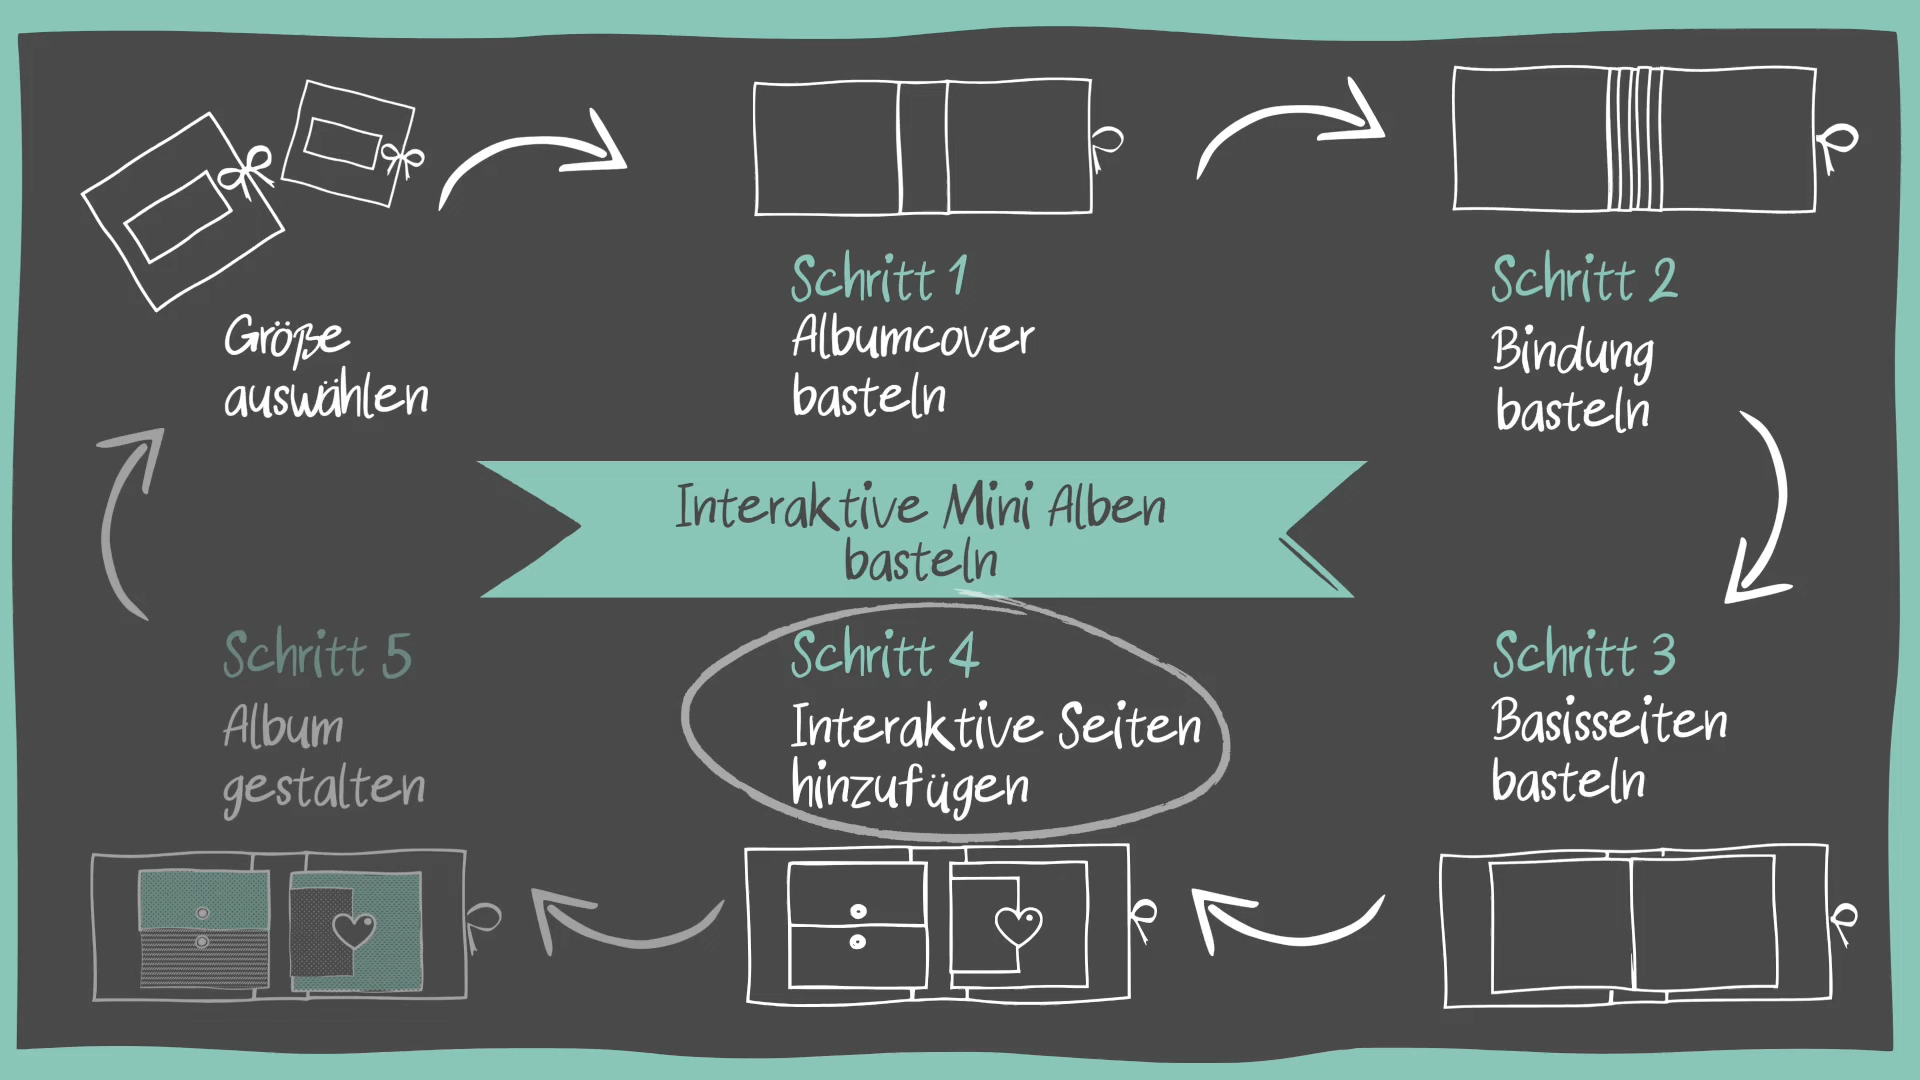 Größe
auswählen
Schritt 1
Albumcover
basteln
Schritt 2
Bindung
basteln
Interaktive Mini Alben
basteln
Schritt 5
Album
gestalten
Schritt 4
Interaktive Seiten
hinzufügen
Schritt 3
Basisseiten
basteln